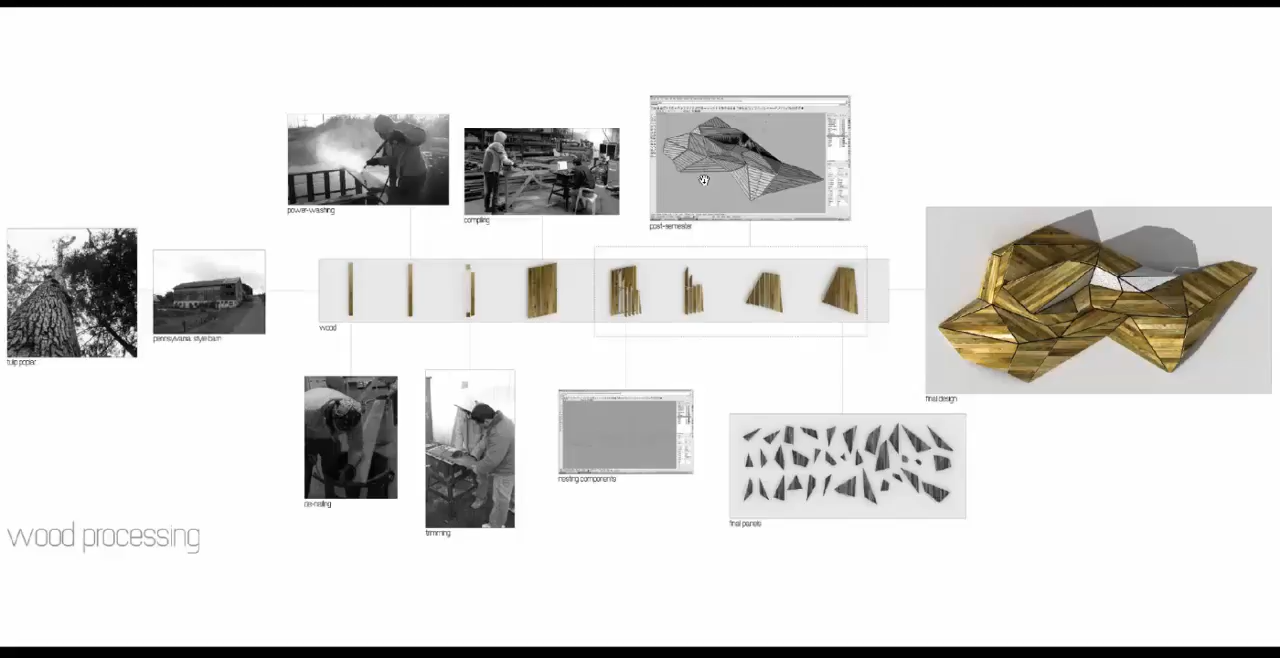 power-washing
compiling
post-semester
tulip poplar
pennsylvania style barn
wood
final design
de-nailing
trimming
nesting components
final panels
wood processing